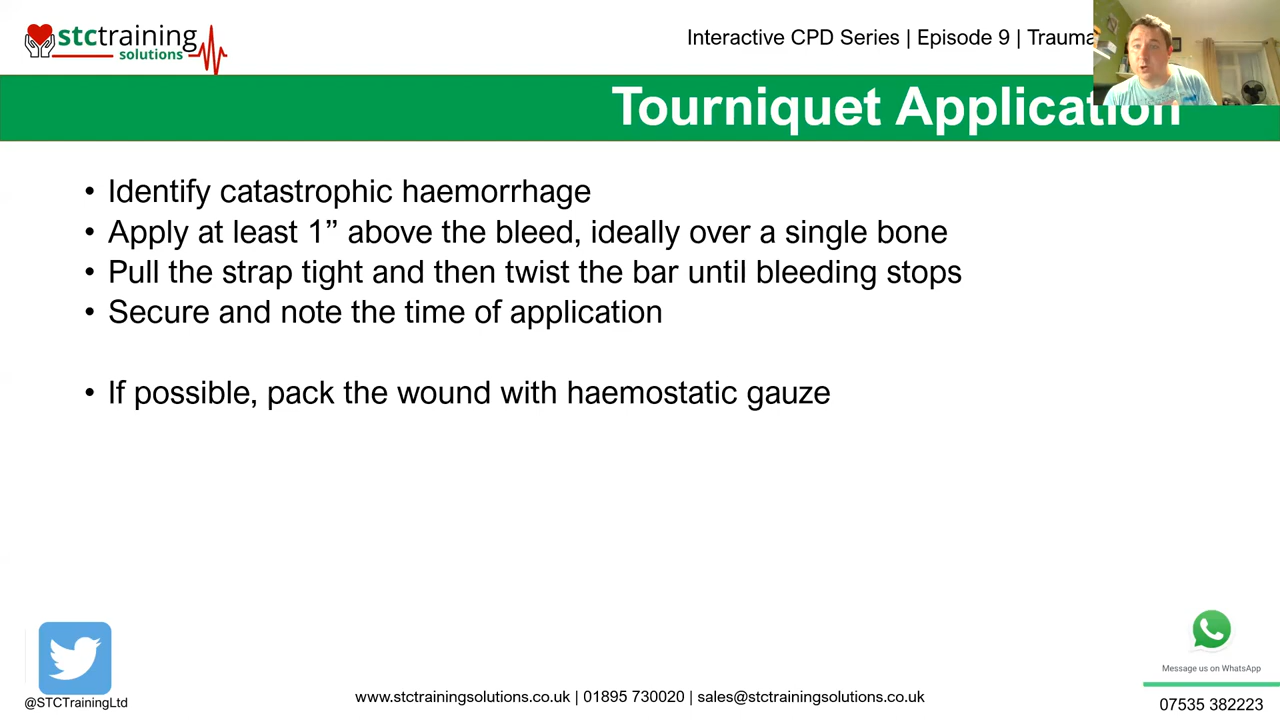 stctraining
solutions
Interactive CPD Series | Episode 9 | Trauma
Tourniquet Application
• Identify catastrophic haemorrhage
• Apply at least 1” above the bleed, ideally over a single bone
• Pull the strap tight and then twist the bar until bleeding stops
• Secure and note the time of application
• If possible, pack the wound with haemostatic gauze
@STCTrainingLtd
www.stctrainingsolutions.co.uk | 01895 730020 | sales@stctrainingsolutions.co.uk
Message us on WhatsApp
07535 382223